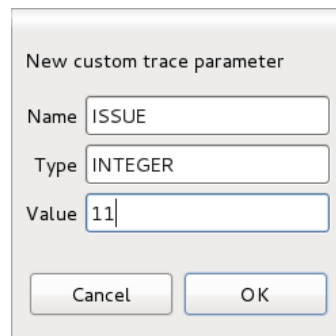 New custom trace parameter
Name ISSUE
Type INTEGER
Value 11
Cancel OK